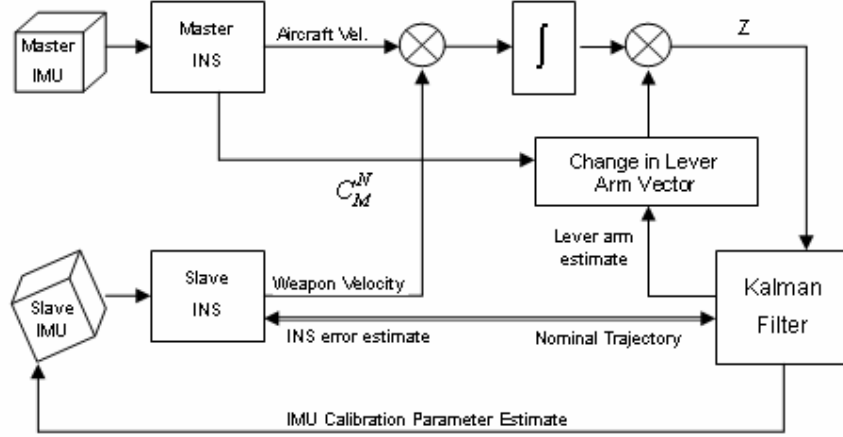 Master
IMU
Master
INS
Aircraft Vel.
∫
Z
C_M^N
Change in Lever
Arm Vector
Lever arm
estimate
Slave
IMU
Slave
INS
Weapon Velocity
INS error estimate
Nominal Trajectory
Kalman
Filter
IMU Calibration Parameter Estimate